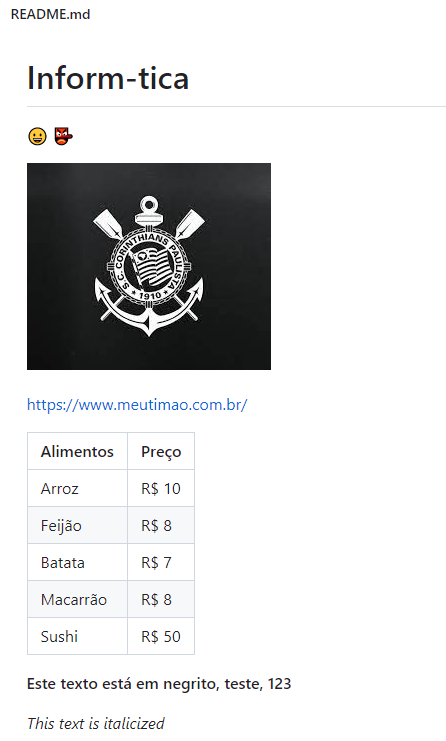 README.md
Inform-tica
S.C. CORINTHIANS PAULISTA
1910
https://www.meutimao.com.br/
Alimentos Preço
Arroz R$ 10
Feijão R$ 8
Batata R$ 7
Macarrão R$ 8
Sushi R$ 50
Este texto está em negrito, teste, 123
This text is italicized